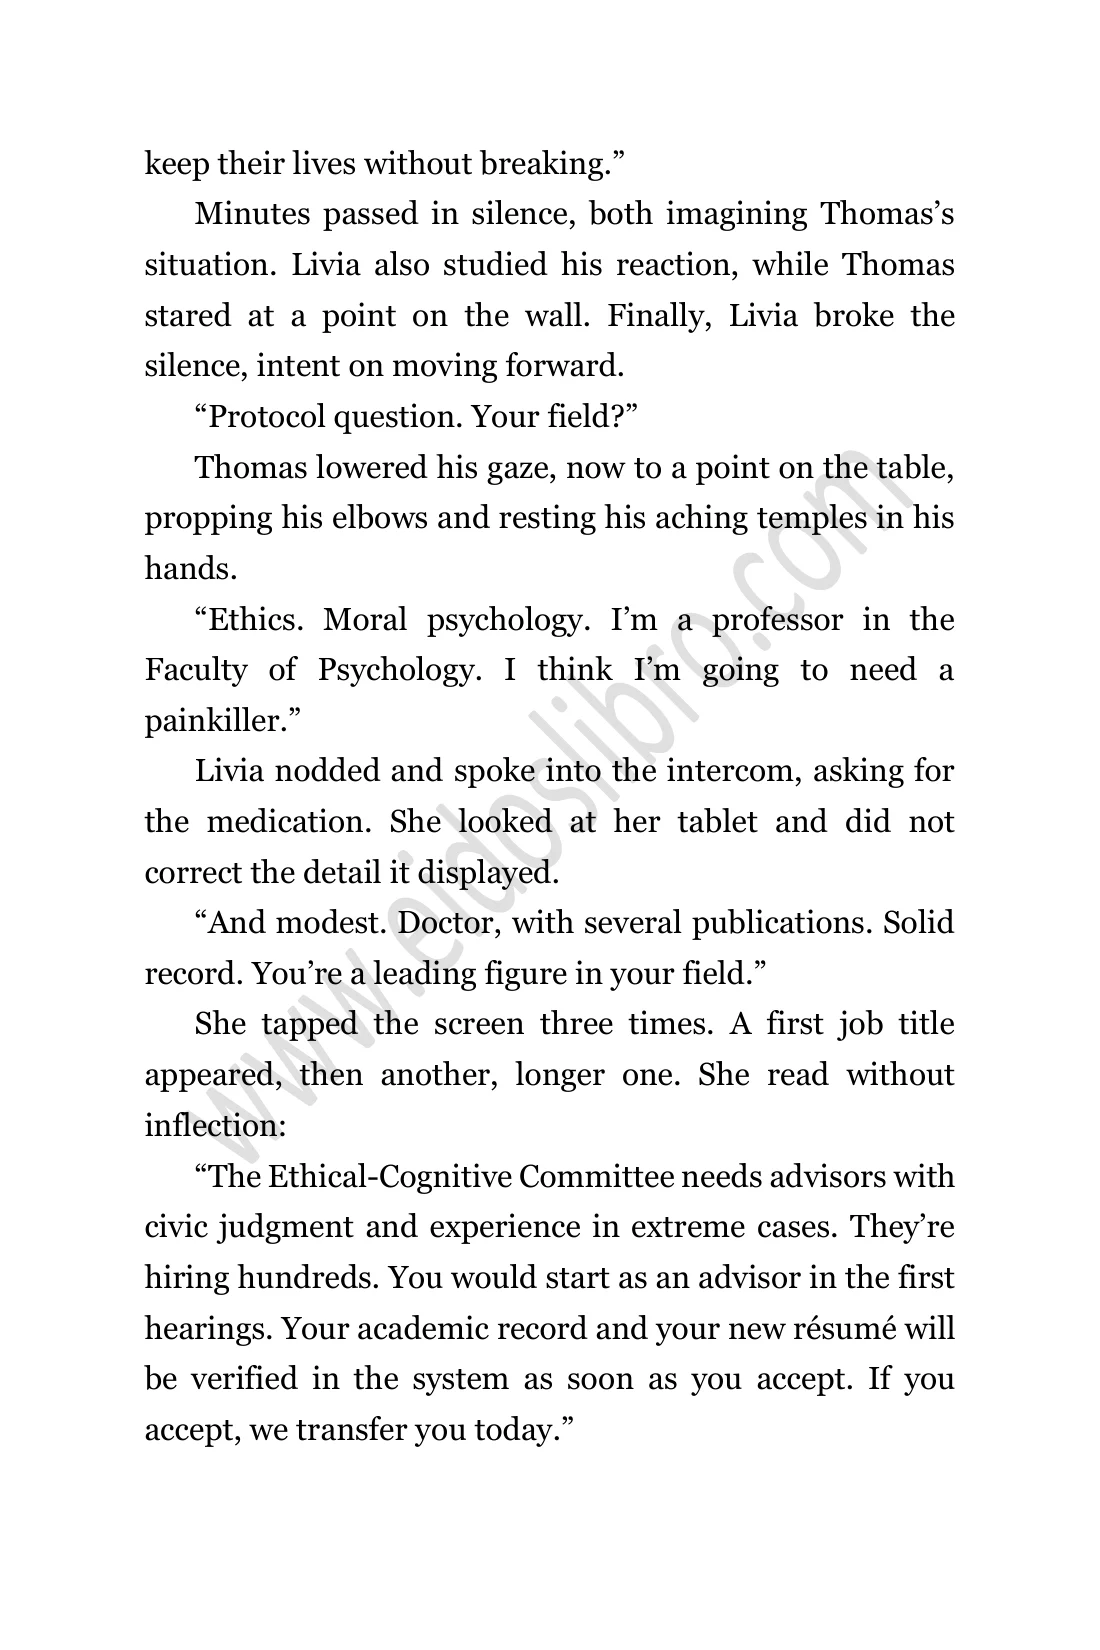 keep their lives without breaking.”
Minutes passed in silence, both imagining Thomas’s
situation. Livia also studied his reaction, while Thomas
stared at a point on the wall. Finally, Livia broke the
silence, intent on moving forward.
“Protocol question. Your field?”
Thomas lowered his gaze, now to a point on the table,
propping his elbows and resting his aching temples in his
hands.
“Ethics. Moral psychology. I’m a professor in the
Faculty of Psychology. I think I’m going to need a
painkiller.”
Livia nodded and spoke into the intercom, asking for
the medication. She looked at her tablet and did not
correct the detail it displayed.
“And modest. Doctor, with several publications. Solid
record. You’re a leading figure in your field.”
She tapped the screen three times. A first job title
appeared, then another, longer one. She read without
inflection:
“The Ethical-Cognitive Committee needs advisors with
civic judgment and experience in extreme cases. They’re
hiring hundreds. You would start as an advisor in the first
hearings. Your academic record and your new résumé will
be verified in the system as soon as you accept. If you
accept, we transfer you today.”
www.eidoslibro.com